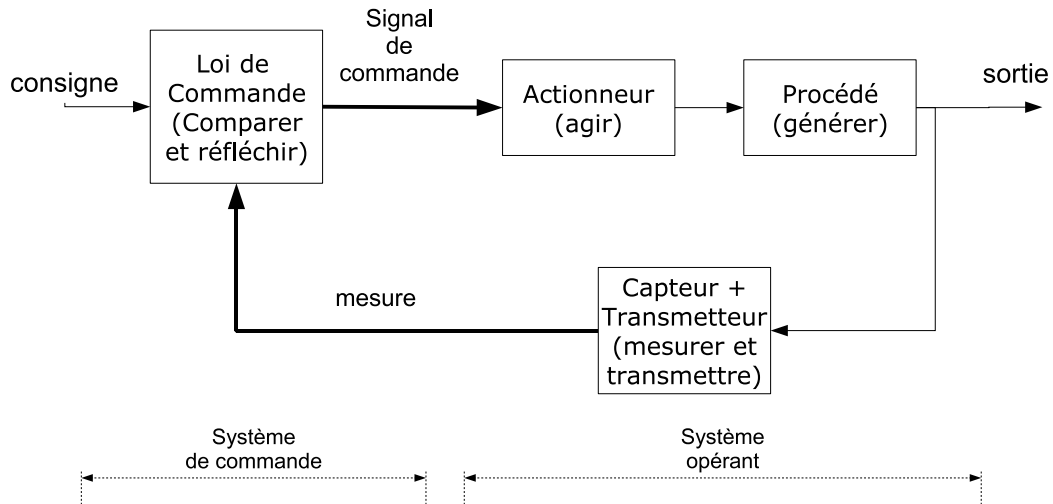 Signal
de
commande
consigne
Loi de
Commande
(Comparer
et réfléchir)
Actionneur
(agir)
Procédé
(générer)
sortie
mesure
Capteur +
Transmetteur
(mesurer et
transmettre)
Système
de commande
Système
opérant